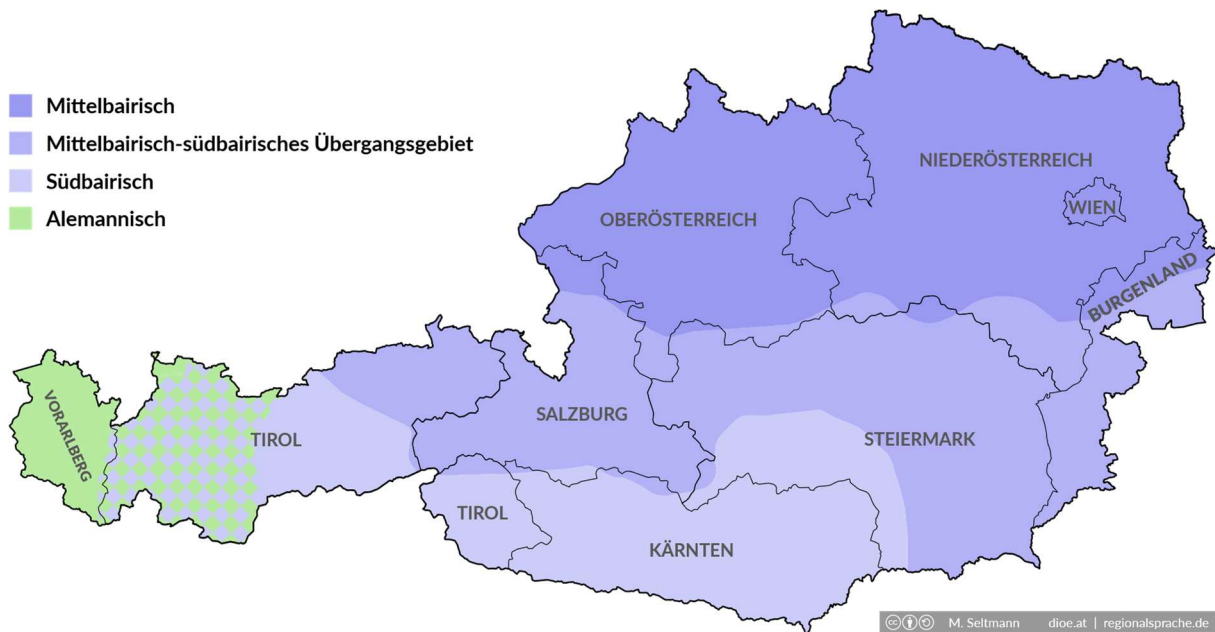 Mittelbairisch
Mittelbairisch-südbairisches Übergangsgebiet
Südbairisch
Alemannisch
NIEDERÖSTERREICH
WIEN
OBERÖSTERREICH
BURGENLAND
SALZBURG
VORARLBERG
TIROL
STEIERMARK
TIROL
KÄRNTEN
M. Seltmann dioe.at | regionalsprache.de